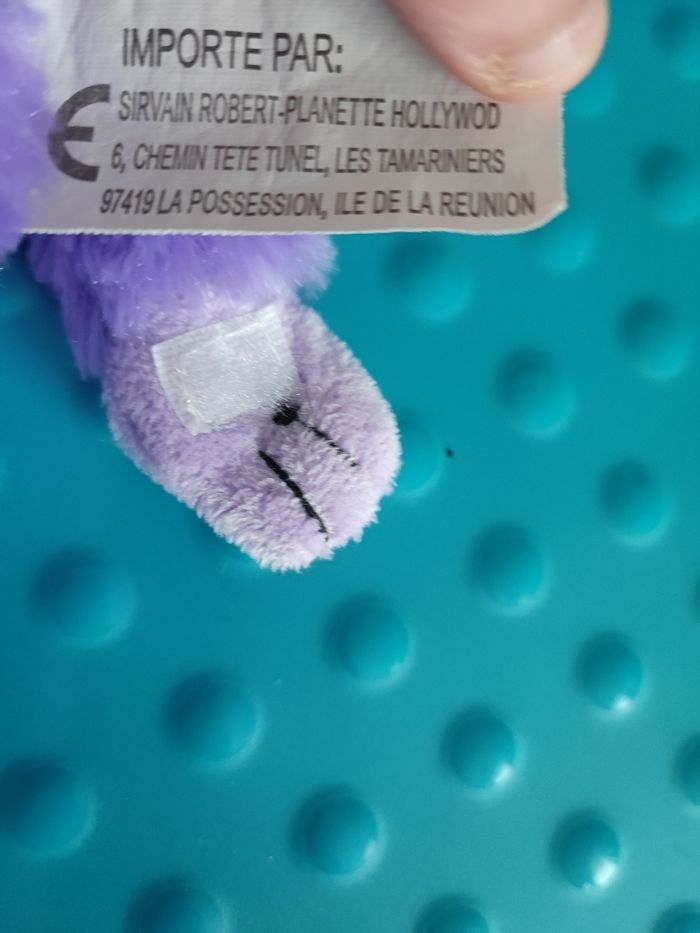 IMPORTE PAR:
SIRVAIN ROBERT-PLANETTE HOLLYWOD
6, CHEMIN TETE TUNEL, LES TAMARINIERS
97419 LA POSSESSION, ILE DE LA REUNION